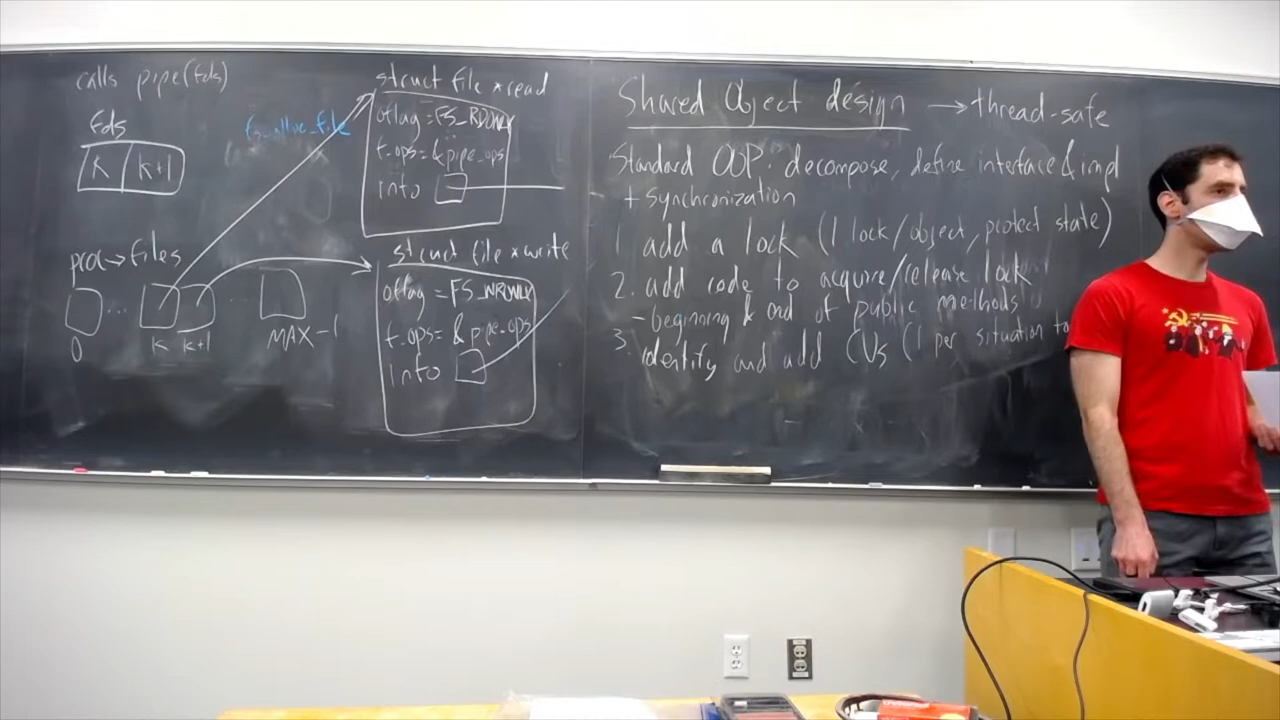 calls pipe(fds)
fds
k k+1
proc→files
0 ... k k+1 ... MAX-1
fs_alloc_file
struct file *read
oflag = FS_RDONLY
f_ops = &pipe_ops
info
struct file *write
oflag = FS_WRONLY
f_ops = & pipe_ops
info
Shared Object design → thread-safe
Standard OOP: decompose, define interface & impl
+ synchronization
1 add a lock (1 lock/object, protect state)
2. add code to acquire/release lock
- beginning & end of public methods
3. identify and add CVs (1 per situation to